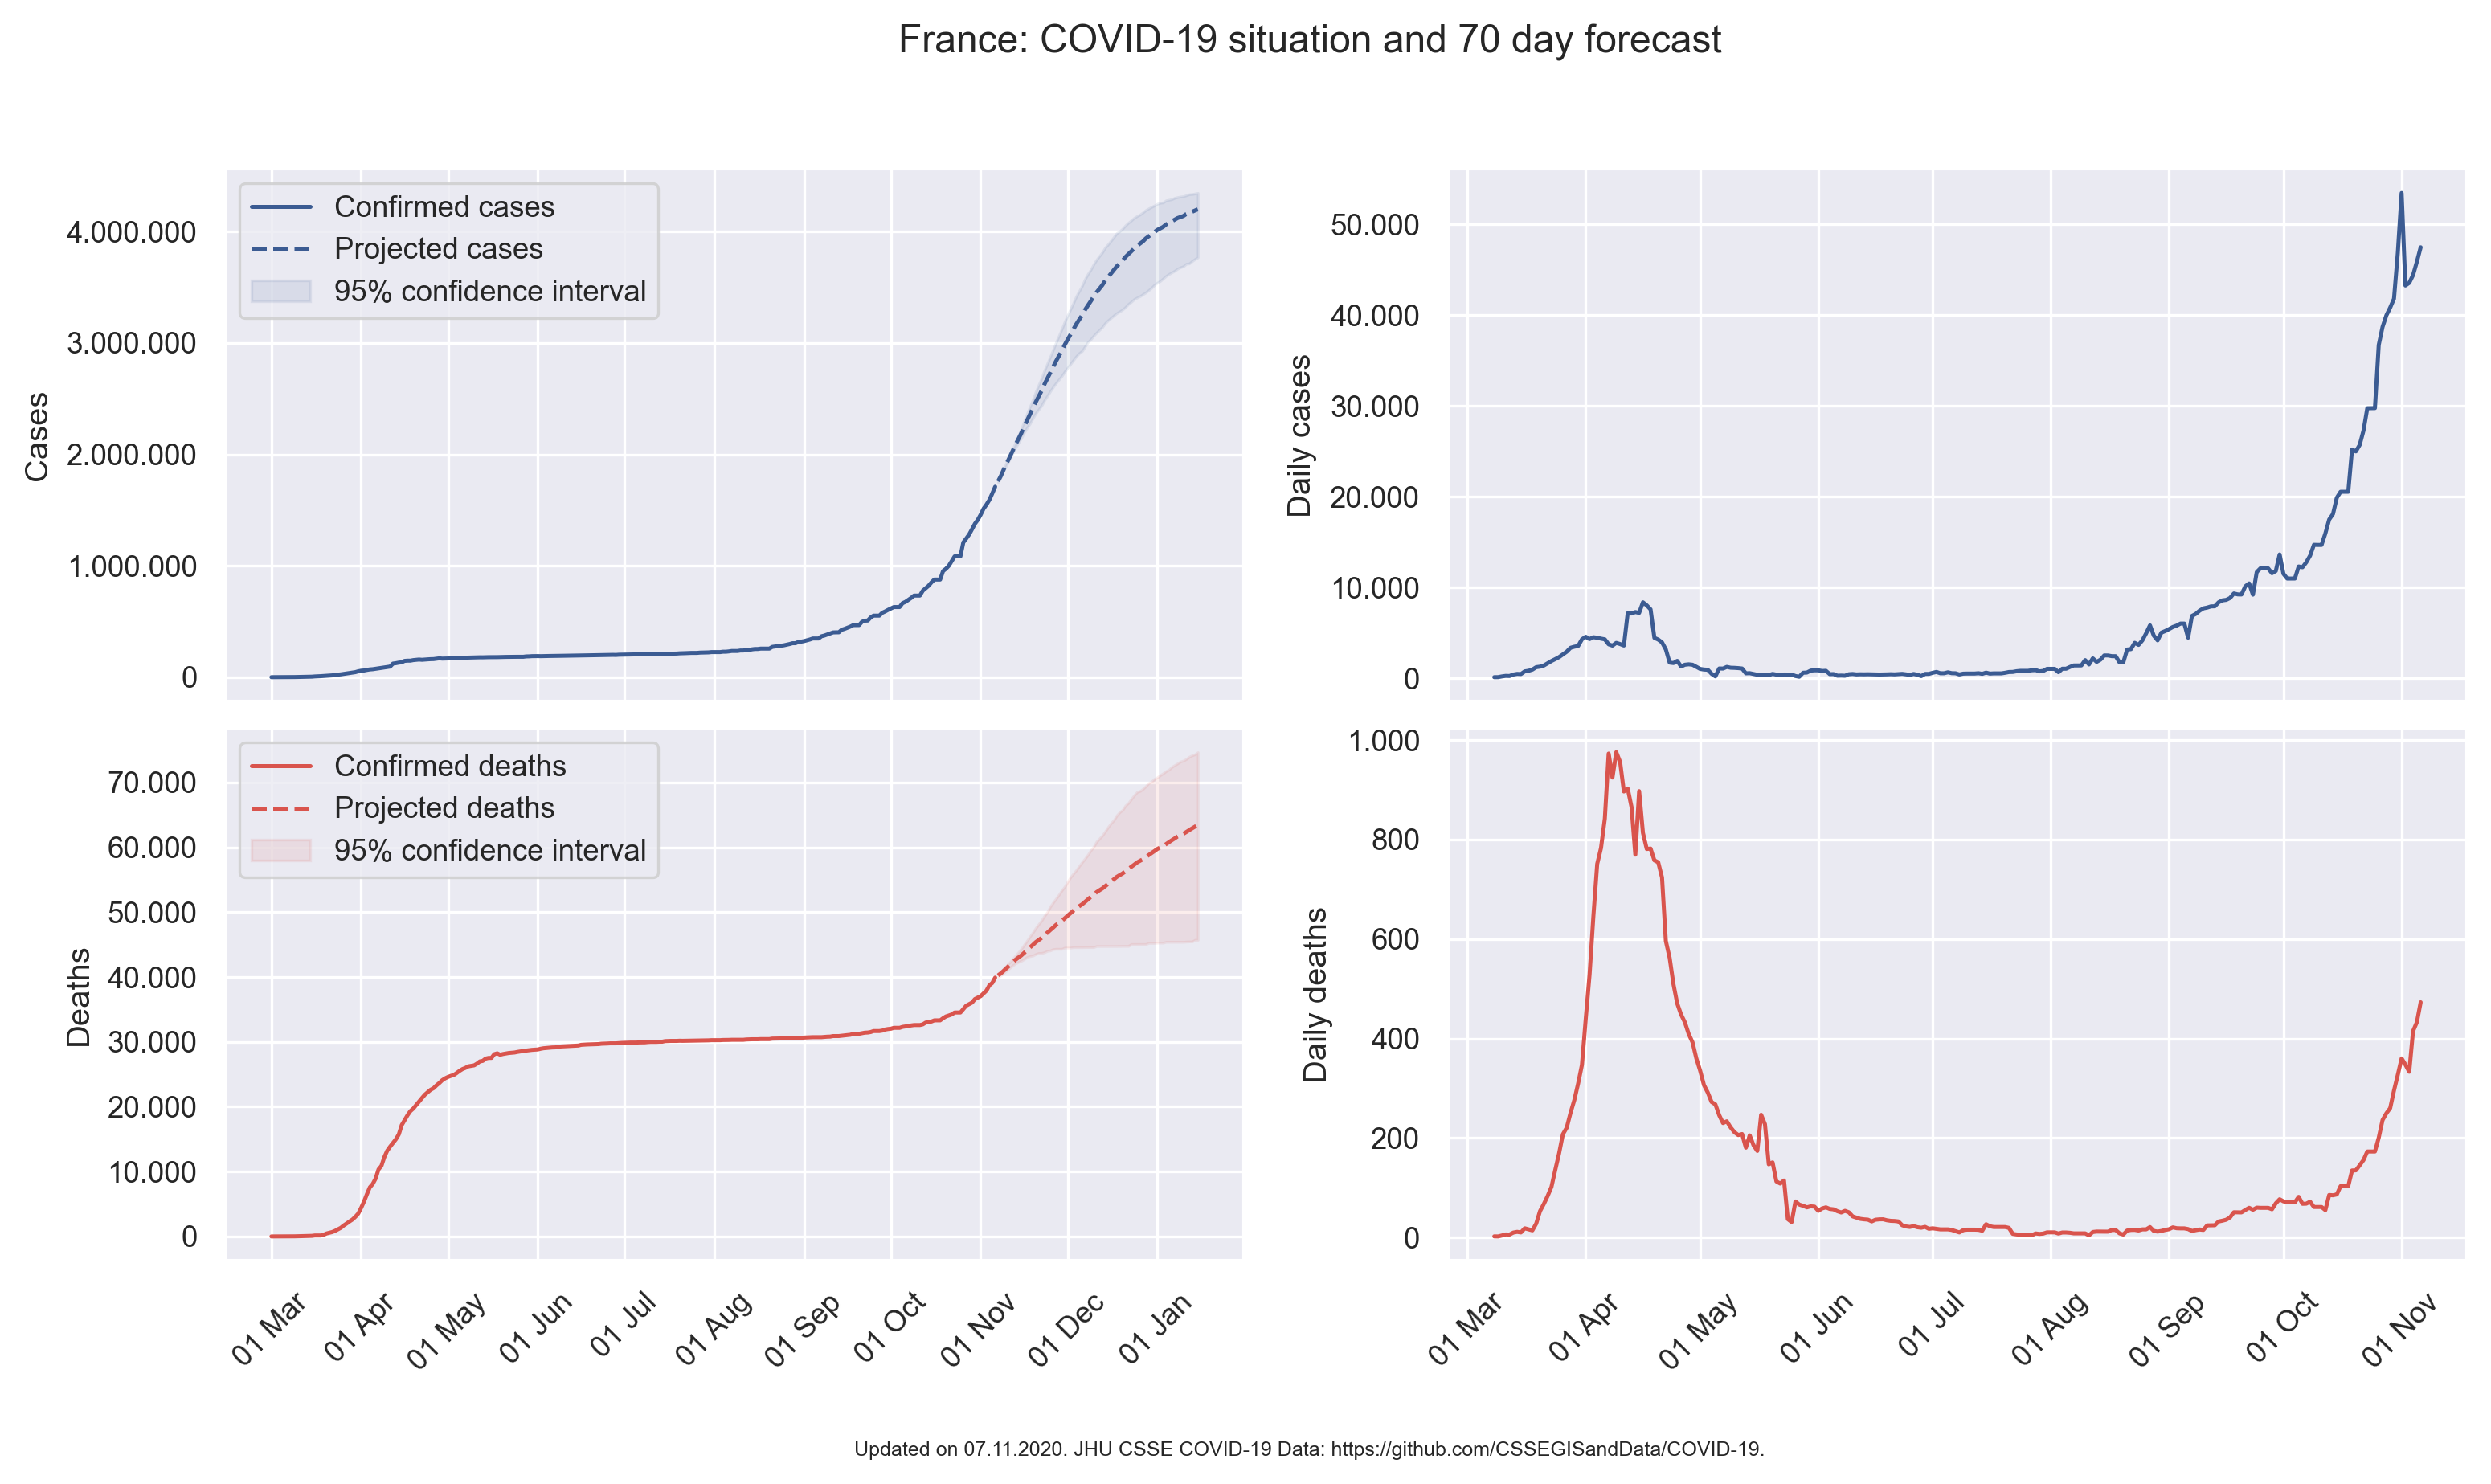 France: COVID-19 situation and 70 day forecast
Confirmed cases
Projected cases
95% confidence interval
Cases
4.000.000
3.000.000
2.000.000
1.000.000
0
Daily cases
50.000
40.000
30.000
20.000
10.000
0
Confirmed deaths
Projected deaths
95% confidence interval
Deaths
70.000
60.000
50.000
40.000
30.000
20.000
10.000
0
01 Mar
01 Apr
01 May
01 Jun
01 Jul
01 Aug
01 Sep
01 Oct
01 Nov
01 Dec
01 Jan
Daily deaths
1.000
800
600
400
200
0
01 Mar
01 Apr
01 May
01 Jun
01 Jul
01 Aug
01 Sep
01 Oct
01 Nov
Updated on 07.11.2020. JHU CSSE COVID-19 Data: https://github.com/CSSEGISandData/COVID-19.